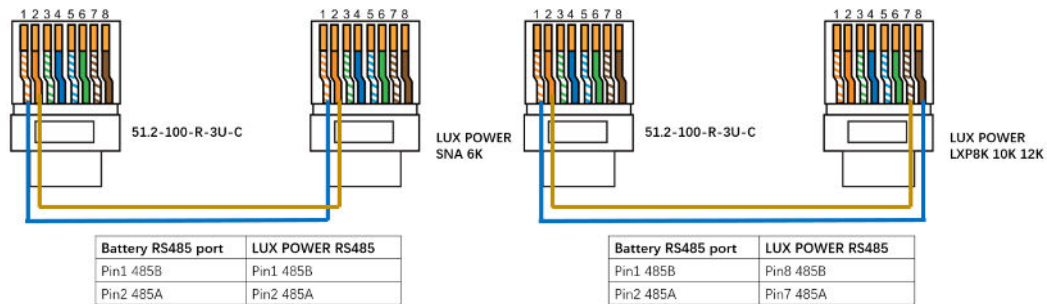 1 2 3 4 5 6 7 8
1 2 3 4 5 6 7 8
1 2 3 4 5 6 7 8
1 2 3 4 5 6 7 8
51.2-100-R-3U-C
LUX POWER
SNA 6K
51.2-100-R-3U-C
LUX POWER
LXP8K 10K 12K
Battery RS485 port LUX POWER RS485
Pin1 485B Pin1 485B
Pin2 485A Pin2 485A
Battery RS485 port LUX POWER RS485
Pin1 485B Pin8 485B
Pin2 485A Pin7 485A